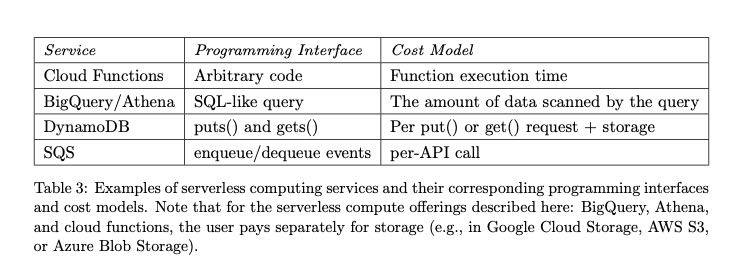 Service Programming Interface Cost Model
Cloud Functions Arbitrary code Function execution time
BigQuery/Athena SQL-like query The amount of data scanned by the query
DynamoDB puts() and gets() Per put() or get() request + storage
SQS enqueue/dequeue events per-API call
Table 3: Examples of serverless computing services and their corresponding programming interfaces
and cost models. Note that for the serverless compute offerings described here: BigQuery, Athena,
and cloud functions, the user pays separately for storage (e.g., in Google Cloud Storage, AWS S3,
or Azure Blob Storage).